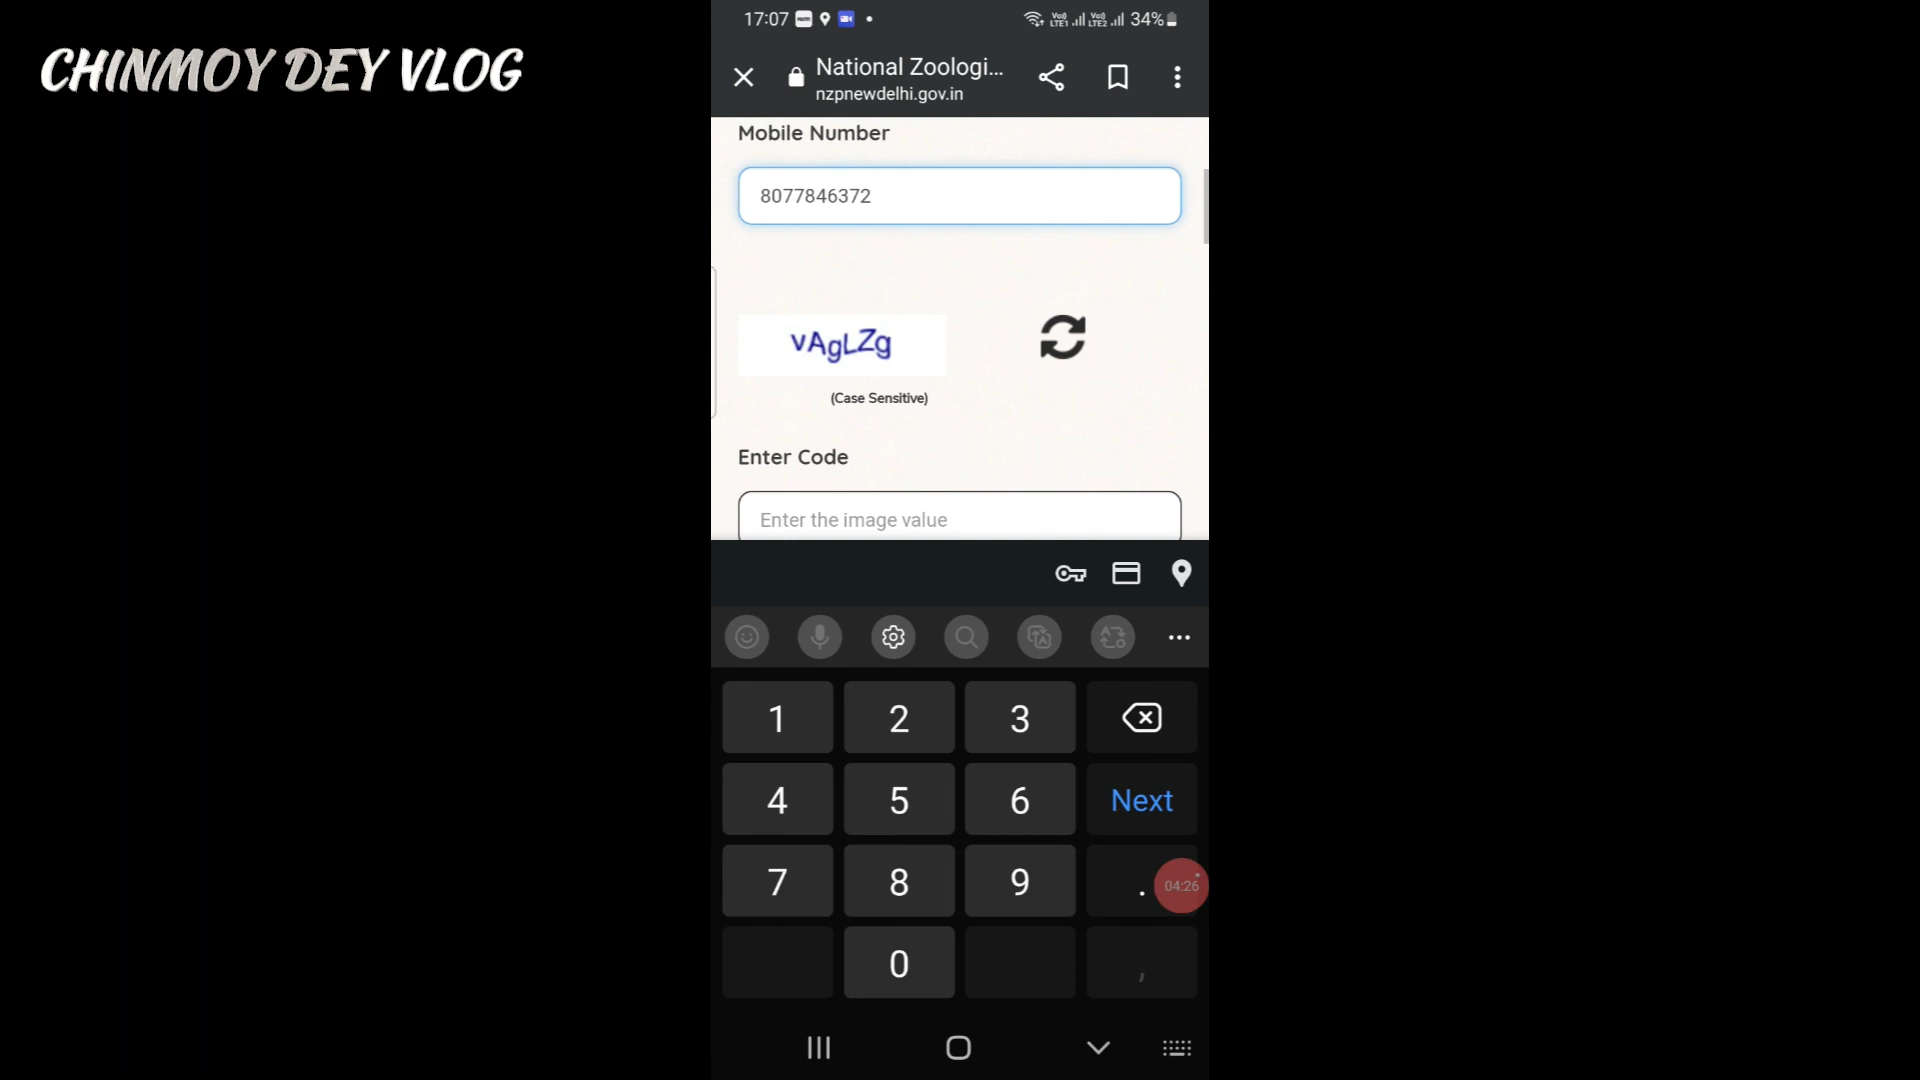 CHINMOY DEY VLOG
17:07
34%
National Zoologi...
nzpnewdelhi.gov.in
Mobile Number
8077846372
vAgLZg
(Case Sensitive)
Enter Code
Enter the image value
1 2 3
4 5 6 Next
7 8 9 .
04:26
0 ,